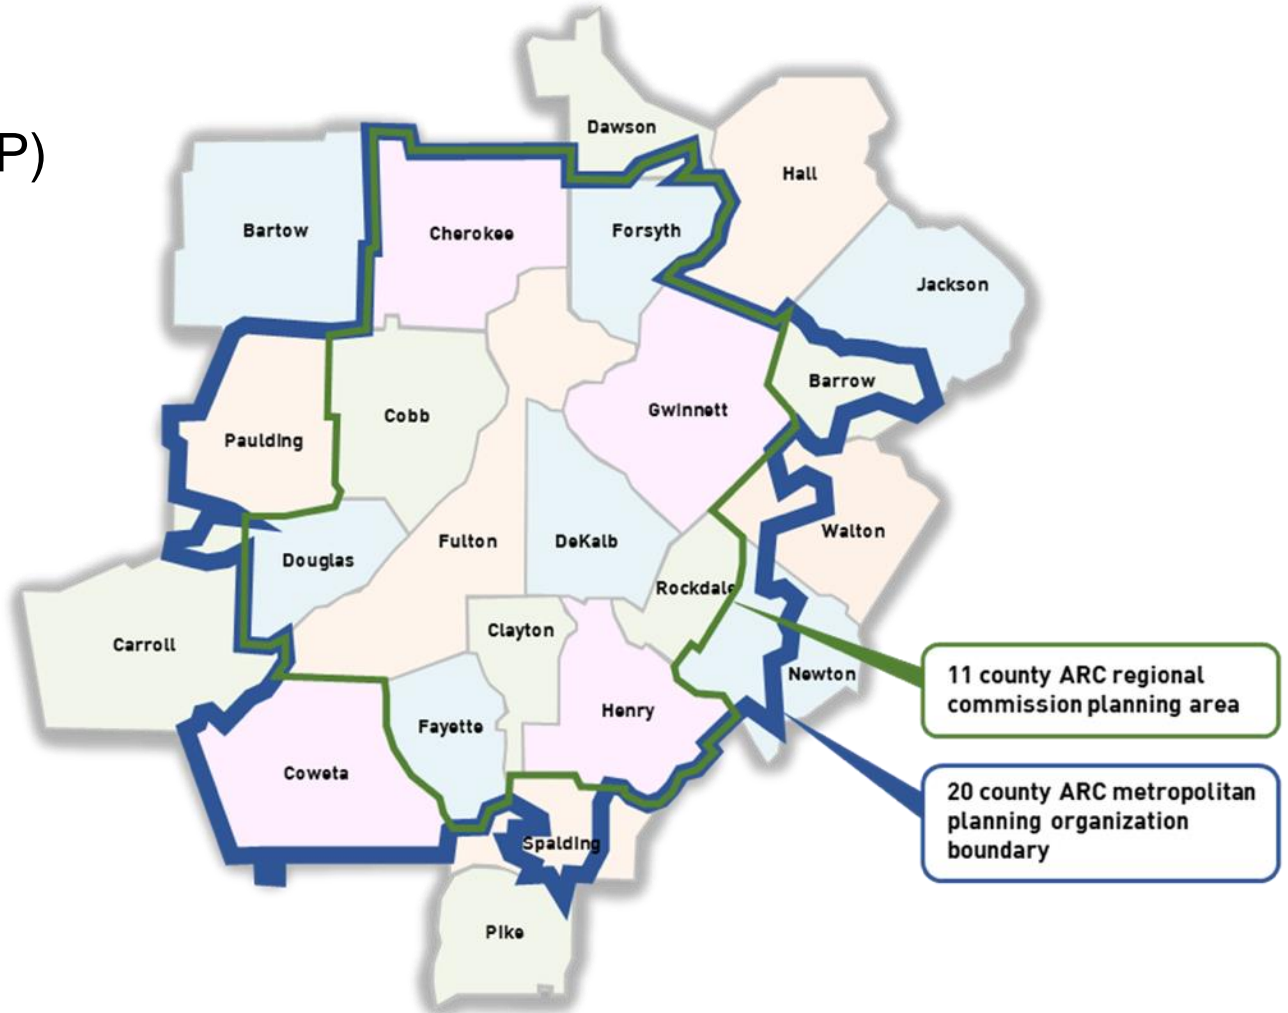 P)
Dawson
Hall
Bartow
Cherokee
Forsyth
Jackson
Barrow
Gwinnett
Cobb
Paulding
Walton
Fulton
DeKalb
Douglas
Rockdale
Clayton
Carroll
Newton
11 county ARC regional
commission planning area
Henry
Fayette
Coweta
20 county ARC metropolitan
planning organization
boundary
Spalding
Pike